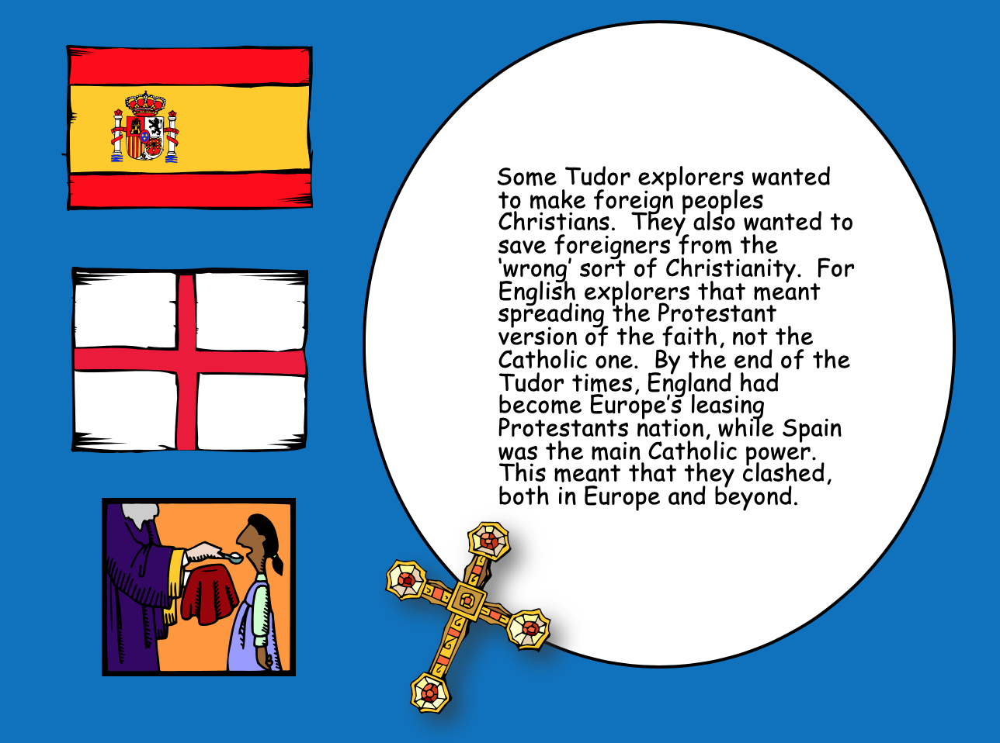 Some Tudor explorers wanted
to make foreign peoples
Christians.  They also wanted to
save foreigners from the
‘wrong’ sort of Christianity.  For
English explorers that meant
spreading the Protestant
version of the faith, not the
Catholic one.  By the end of the
Tudor times, England had
become Europe’s leasing
Protestants nation, while Spain
was the main Catholic power.
This meant that they clashed,
both in Europe and beyond.